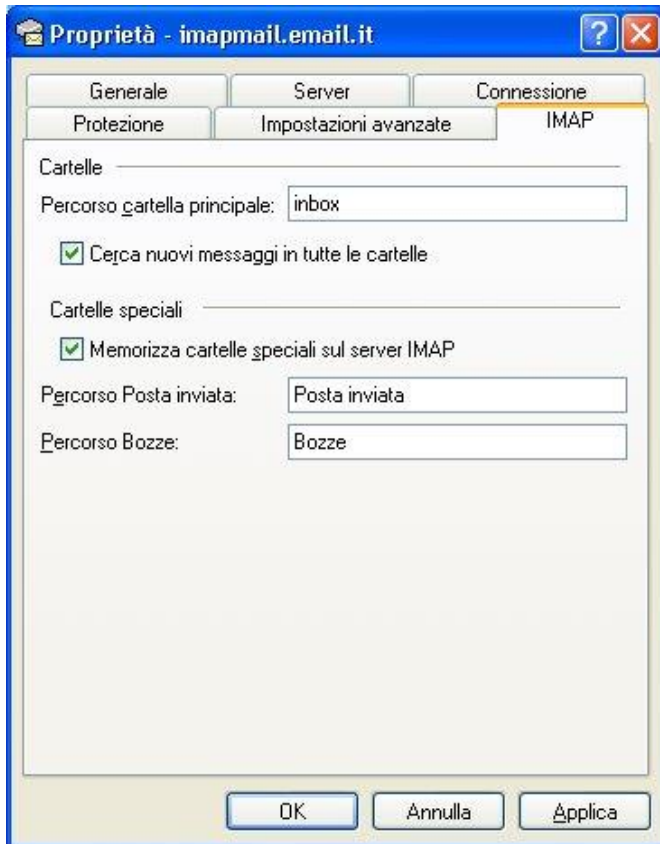 Proprietà - imapmail.email.it
Generale Server Connessione
Protezione Impostazioni avanzate IMAP
Cartelle
Percorso cartella principale: inbox
Cerca nuovi messaggi in tutte le cartelle
Cartelle speciali
Memorizza cartelle speciali sul server IMAP
Percorso Posta inviata: Posta inviata
Percorso Bozze: Bozze
OK Annulla Applica